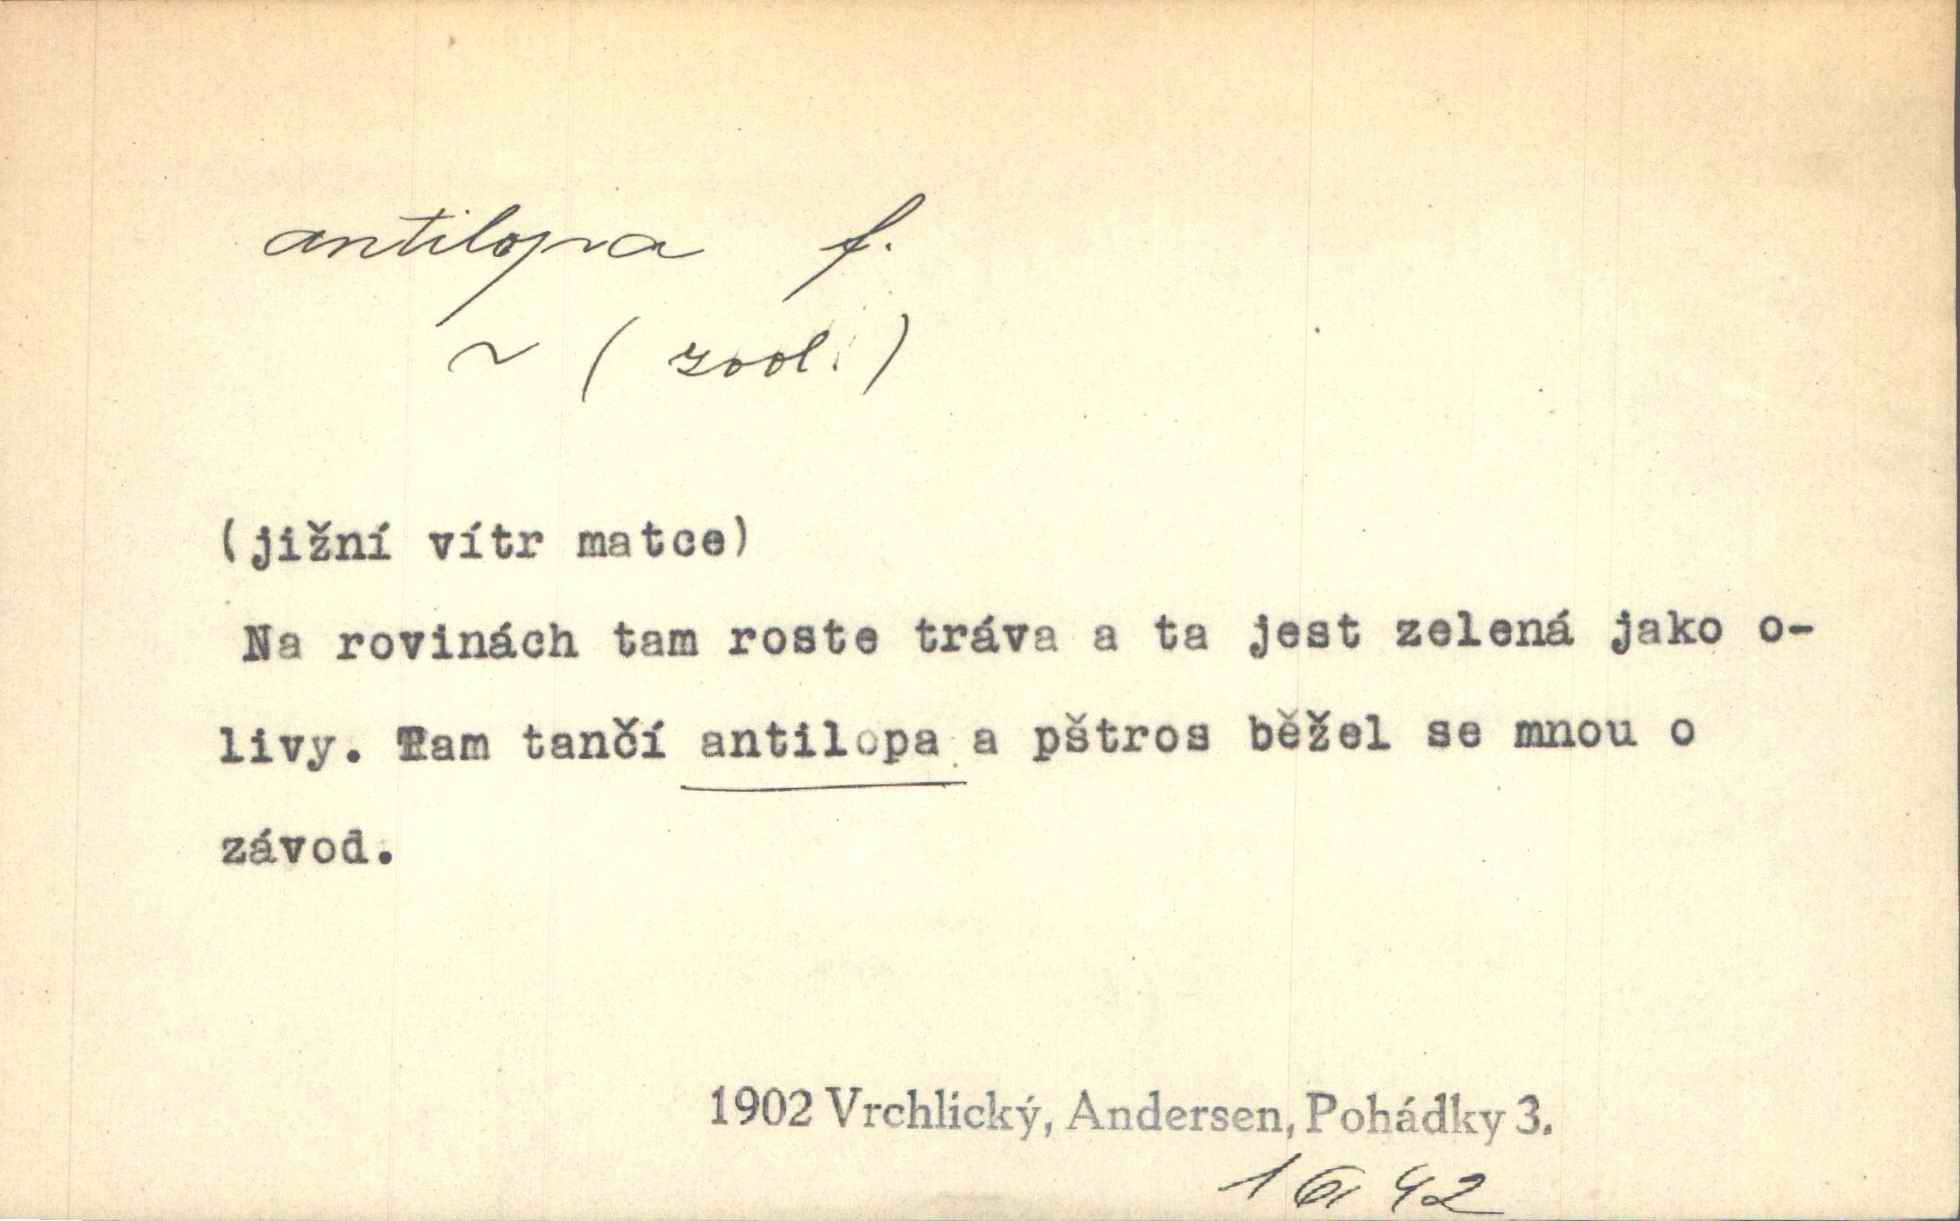 antilopa f.
~ (zool.)
(jižní vítr matce)
Na rovinách tam roste tráva a ta jest zelená jako o-
livy. Tam tančí antilopa a pštros běžel se mnou o
závod.
1902 Vrchlický, Andersen, Pohádky 3.
42